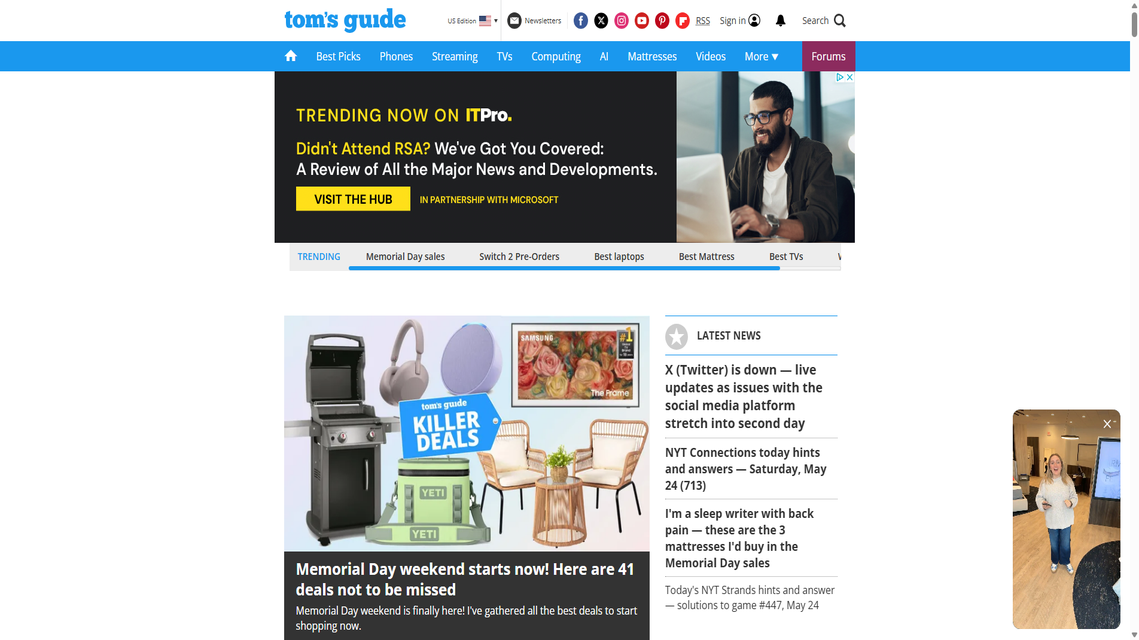 tom's guide
US Edition
Newsletters
RSS
Sign in
Search
Best Picks
Phones
Streaming
TVs
Computing
AI
Mattresses
Videos
More ▼
Forums
TRENDING NOW ON ITPro.
Didn't Attend RSA? We've Got You Covered:
A Review of All the Major News and Developments.
VISIT THE HUB
IN PARTNERSHIP WITH MICROSOFT
TRENDING
Memorial Day sales
Switch 2 Pre-Orders
Best laptops
Best Mattress
Best TVs
SAMSUNG
#1
The Frame
tom's guide
KILLER
DEALS
YETI
YETI
Memorial Day weekend starts now! Here are 41
deals not to be missed
Memorial Day weekend is finally here! I've gathered all the best deals to start
shopping now.
LATEST NEWS
X (Twitter) is down — live
updates as issues with the
social media platform
stretch into second day
NYT Connections today hints
and answers — Saturday, May
24 (713)
I'm a sleep writer with back
pain — these are the 3
mattresses I'd buy in the
Memorial Day sales
Today's NYT Strands hints and answer
— solutions to game #447, May 24